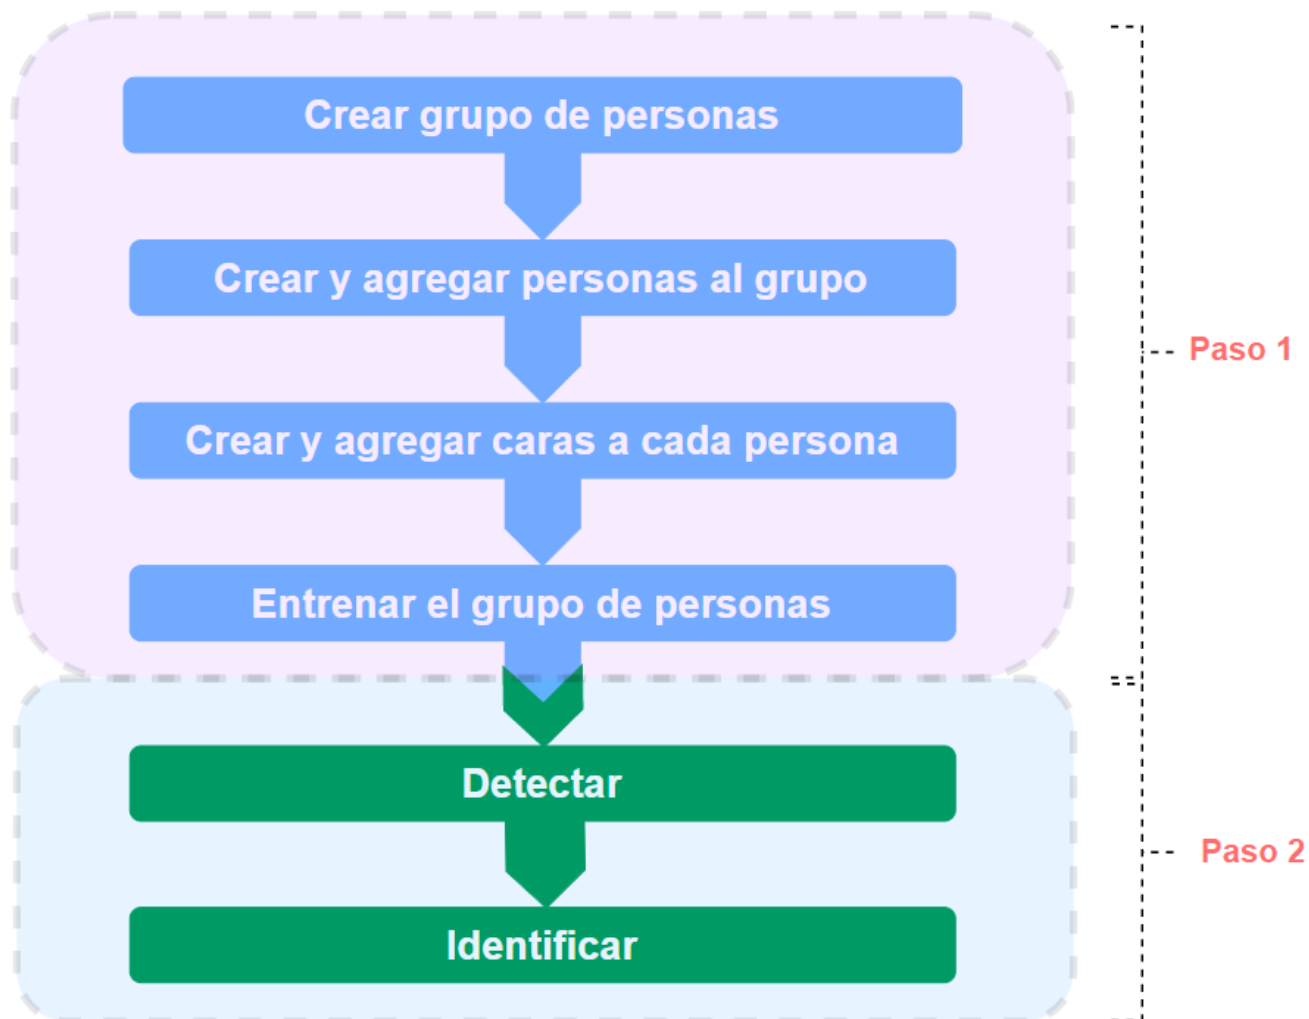 Crear grupo de personas
Crear y agregar personas al grupo
Paso 1
Crear y agregar caras a cada persona
Entrenar el grupo de personas
Detectar
Paso 2
Identificar